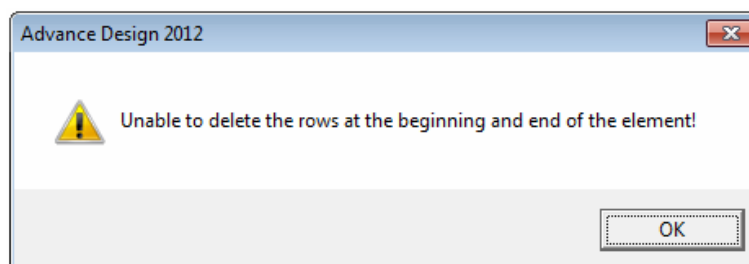 Advance Design 2012
Unable to delete the rows at the beginning and end of the element!
OK